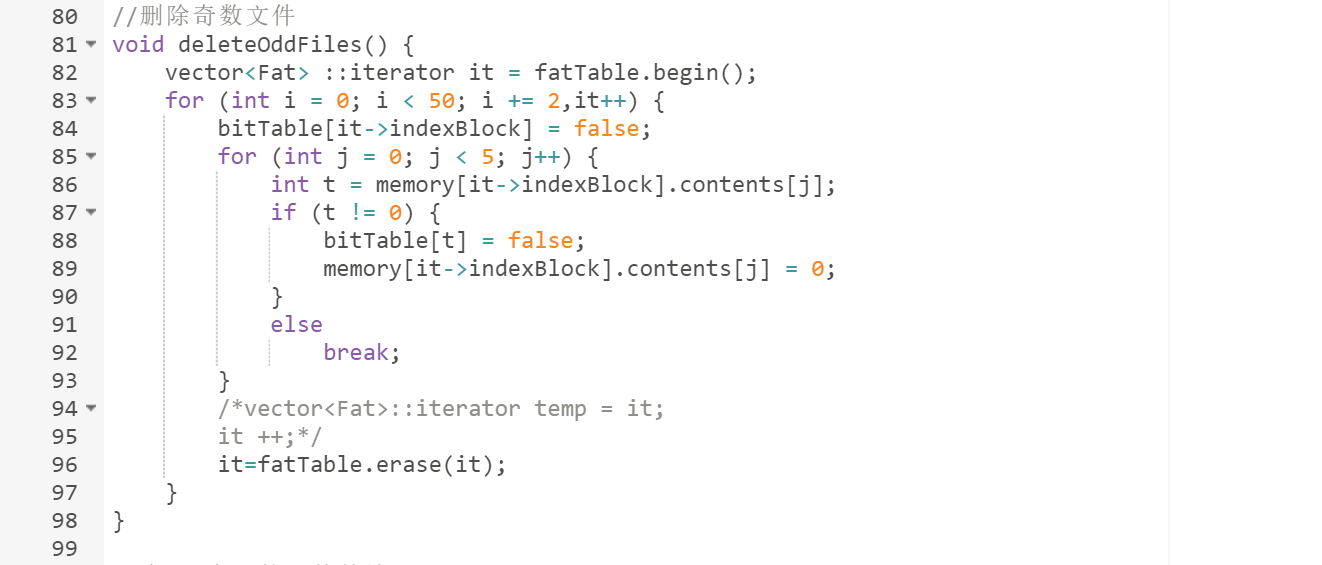 80 //删除奇数文件
81 void deleteOddFiles() {
82     vector<Fat> ::iterator it = fatTable.begin();
83     for (int i = 0; i < 50; i += 2,it++) {
84         bitTable[it->indexBlock] = false;
85         for (int j = 0; j < 5; j++) {
86             int t = memory[it->indexBlock].contents[j];
87             if (t != 0) {
88                 bitTable[t] = false;
89                 memory[it->indexBlock].contents[j] = 0;
90             }
91             else
92                 break;
93         }
94         /*vector<Fat>::iterator temp = it;
95         it ++;*/
96         it=fatTable.erase(it);
97     }
98 }
99